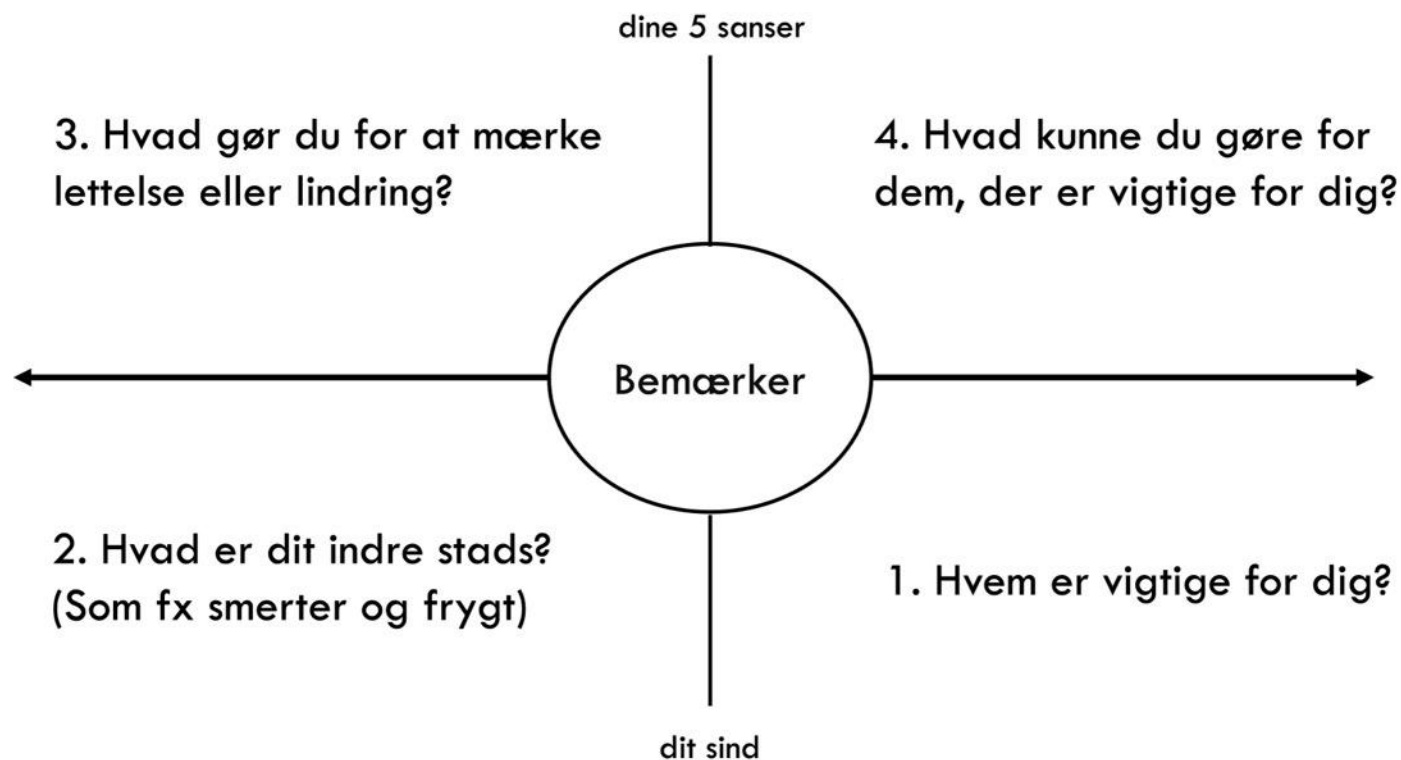 dine 5 sanser
3. Hvad gør du for at mærke
lettelse eller lindring?
4. Hvad kunne du gøre for
dem, der er vigtige for dig?
Bemærker
2. Hvad er dit indre stads?
(Som fx smerter og frygt)
1. Hvem er vigtige for dig?
dit sind